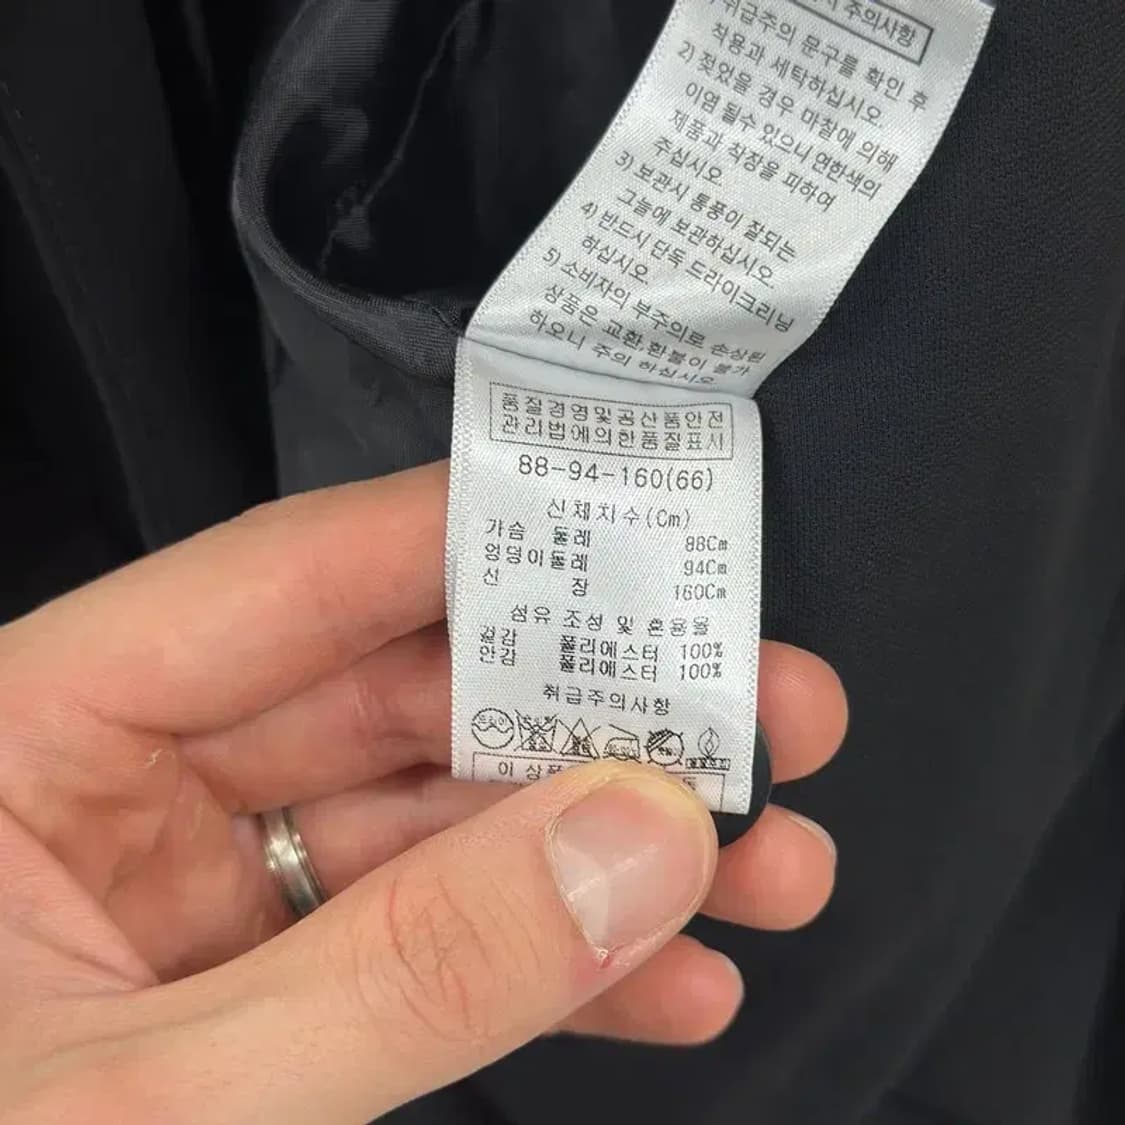 주의사항
취급주의 문구를 확인 후
착용과 세탁하십시오.
2) 젖었을 경우 마찰에 의해
이염 될수 있으니 연한색의
제품과 착장을 피하여
주십시오.
3) 보관시 통풍이 잘되는
그늘에 보관하십시오.
4) 반드시 단독 드라이크리닝
하십시오.
5) 소비자의 부주의로 손상된
상품은 교환,환불이 불가
하오니 주의 하십시오
품질경영및공산품안전
관리법에의한품질표시
88-94-160(66)
신체치수(Cm)
가슴 둘레 88Cm
엉덩이둘레 94Cm
신 장 160Cm
섬유 조성 및 혼용율
겉감 폴리에스터 100%
안감 폴리에스터 100%
취급주의사항
이 상품